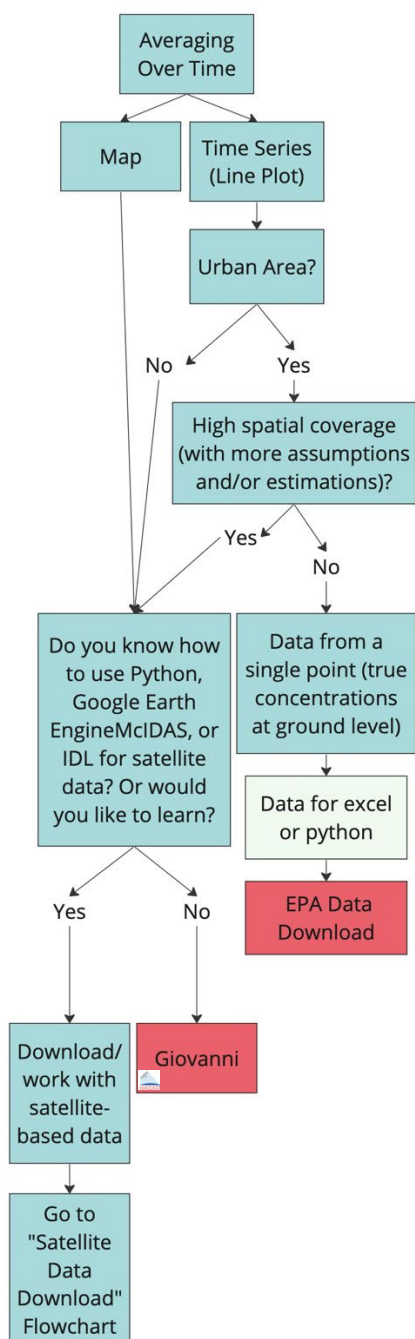 Averaging
Over Time
Map
Time Series
(Line Plot)
Urban Area?
No
Yes
High spatial coverage
(with more assumptions
and/or estimations)?
Yes
No
Do you know how
to use Python,
Google Earth
EngineMcIDAS, or
IDL for satellite
data? Or would
you like to learn?
Data from a
single point (true
concentrations
at ground level)
Data for excel
or python
EPA Data
Download
Yes
No
Download/
work with
satellite-
based data
Giovanni
Go to
"Satellite
Data
Download"
Flowchart